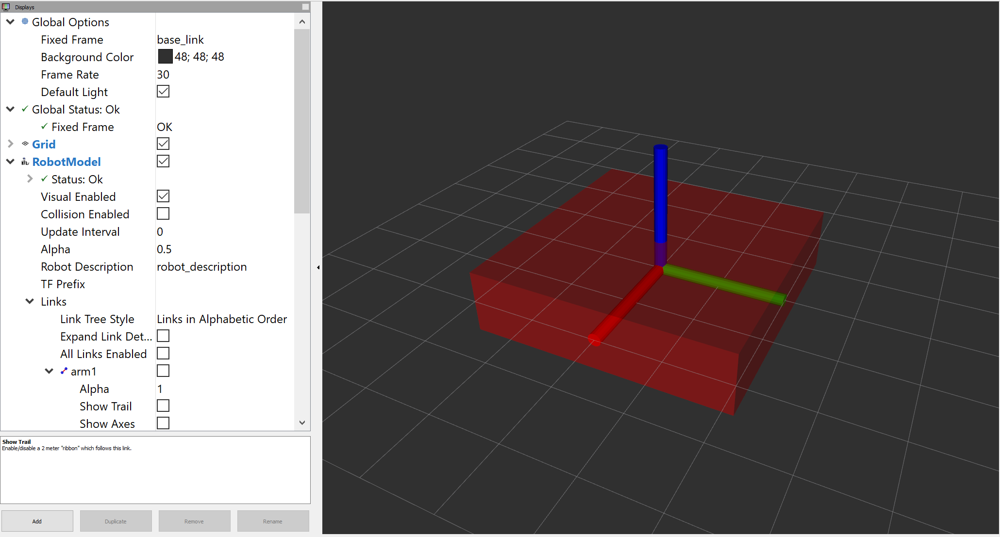 Displays
Global Options
Fixed Frame base_link
Background Color 48; 48; 48
Frame Rate 30
Default Light
Global Status: Ok
Fixed Frame OK
Grid
RobotModel
Status: Ok
Visual Enabled
Collision Enabled
Update Interval 0
Alpha 0.5
Robot Description robot_description
TF Prefix
Links
Link Tree Style Links in Alphabetic Order
Expand Link Det...
All Links Enabled
arm1
Alpha 1
Show Trail
Show Axes
Show Trail
Enable/disable a 2 meter "ribbon" which follows this link.
Add Duplicate Remove Rename